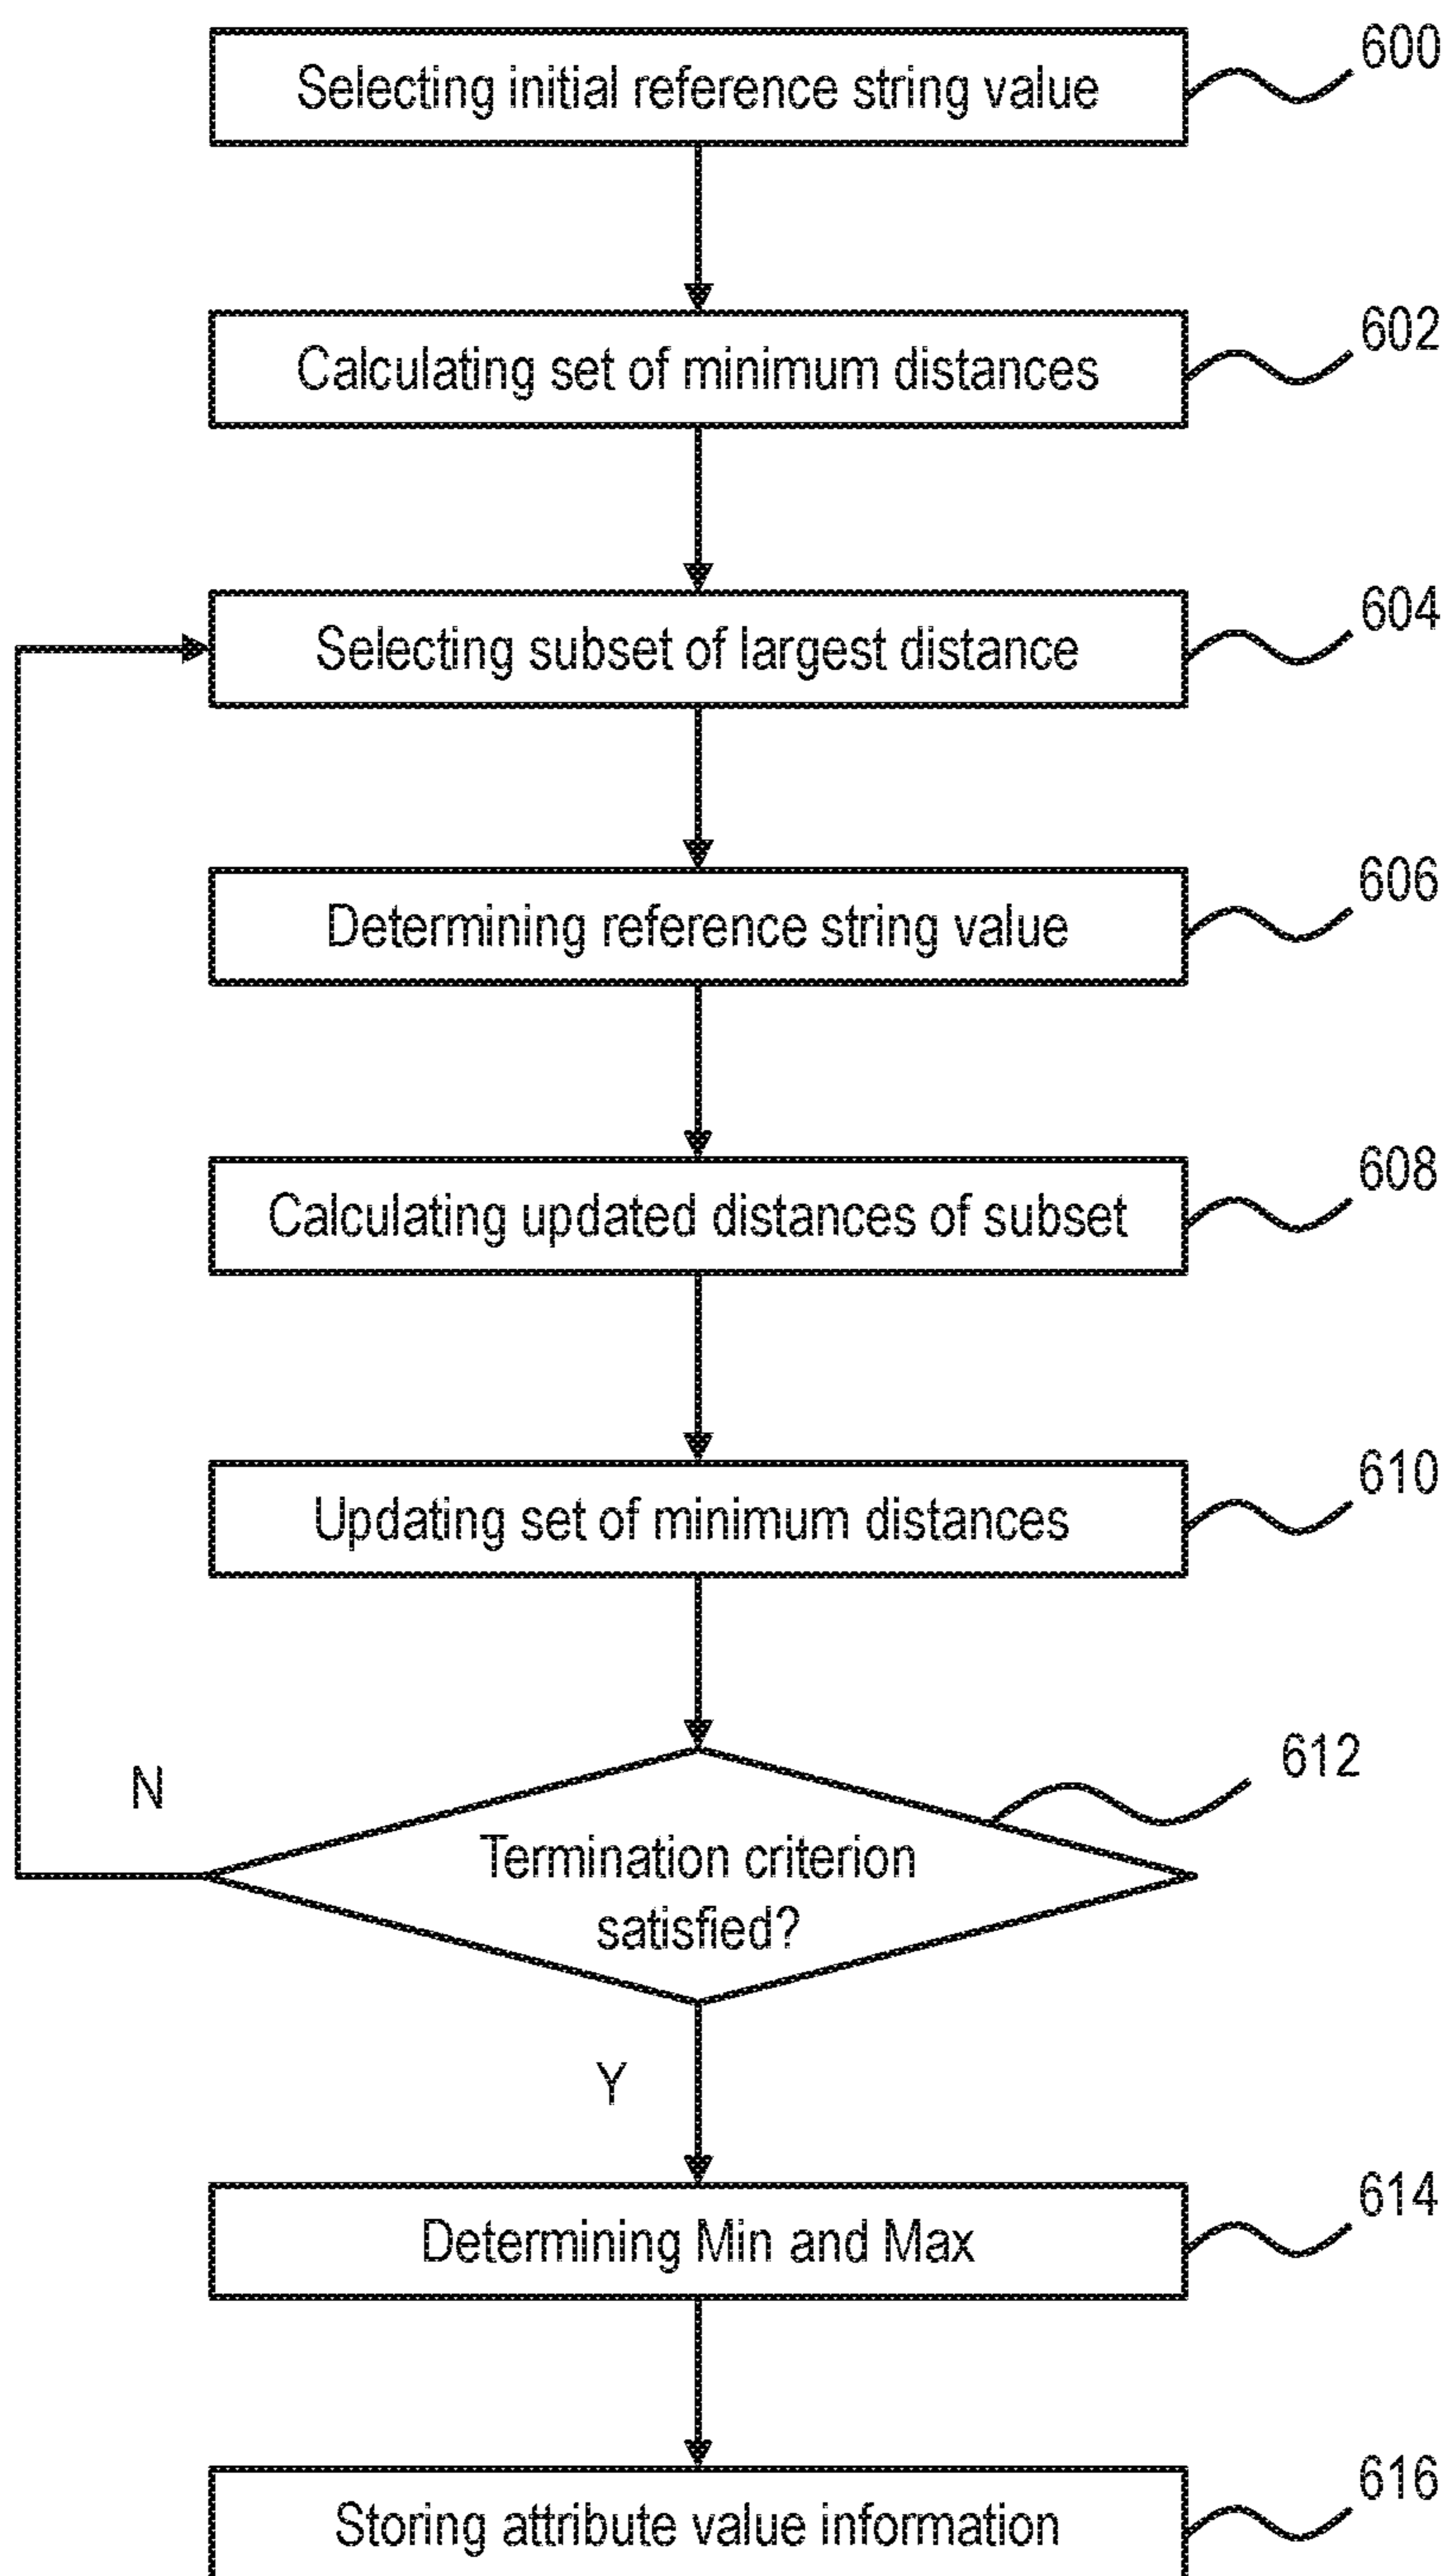 Selecting initial reference string value
600
Calculating set of minimum distances
602
Selecting subset of largest distance
604
Determining reference string value
606
Calculating updated distances of subset
608
Updating set of minimum distances
610
612
N
Termination criterion
satisfied?
Y
Determining Min and Max
614
Storing attribute value information
616